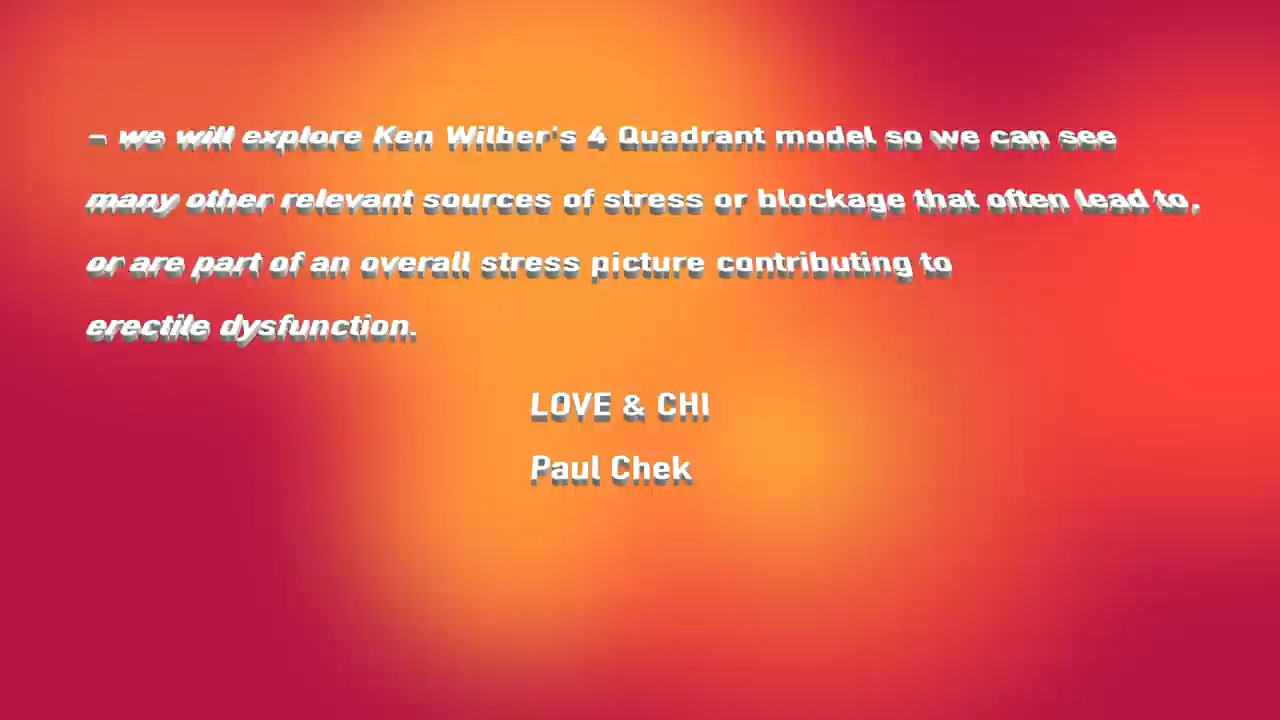 - we will explore Ken Wilber's 4 Quadrant model so we can see
many other relevant sources of stress or blockage that often lead to,
or are part of an overall stress picture contributing to
erectile dysfunction.
LOVE & CHI
Paul Chek